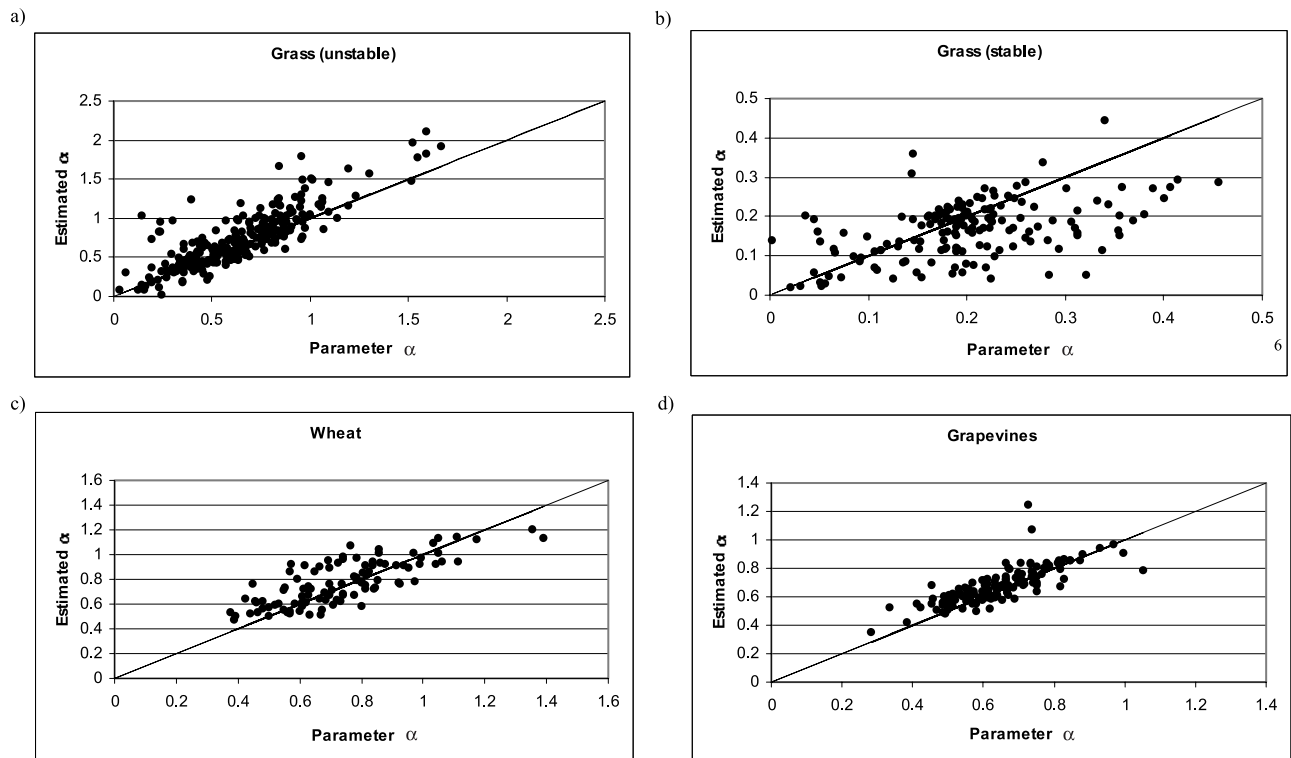 a)
Grass (unstable)
Estimated α
2.5
2
1.5
1
0.5
0
0 0.5 1 1.5 2 2.5
Parameter α
b)
Grass (stable)
Estimated α
0.5
0.4
0.3
0.2
0.1
0
0 0.1 0.2 0.3 0.4 0.5
Parameter α
6
c)
Wheat
Estimated α
1.6
1.4
1.2
1
0.8
0.6
0.4
0.2
0
0 0.2 0.4 0.6 0.8 1 1.2 1.4 1.6
Parameter α
d)
Grapevines
Estimated α
1.4
1.2
1
0.8
0.6
0.4
0.2
0
0 0.2 0.4 0.6 0.8 1 1.2 1.4
Parameter α